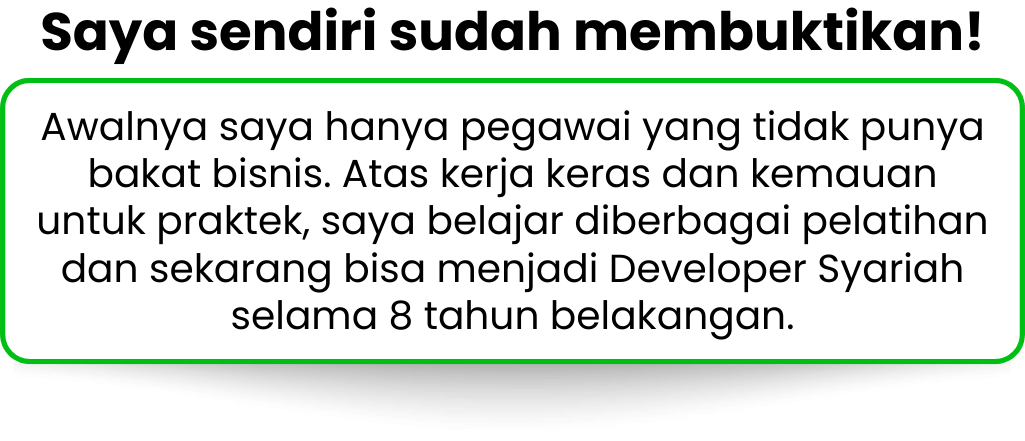 Saya sendiri sudah membuktikan!
Awalnya saya hanya pegawai yang tidak punya
bakat bisnis. Atas kerja keras dan kemauan
untuk praktek, saya belajar diberbagai pelatihan
dan sekarang bisa menjadi Developer Syariah
selama 8 tahun belakangan.